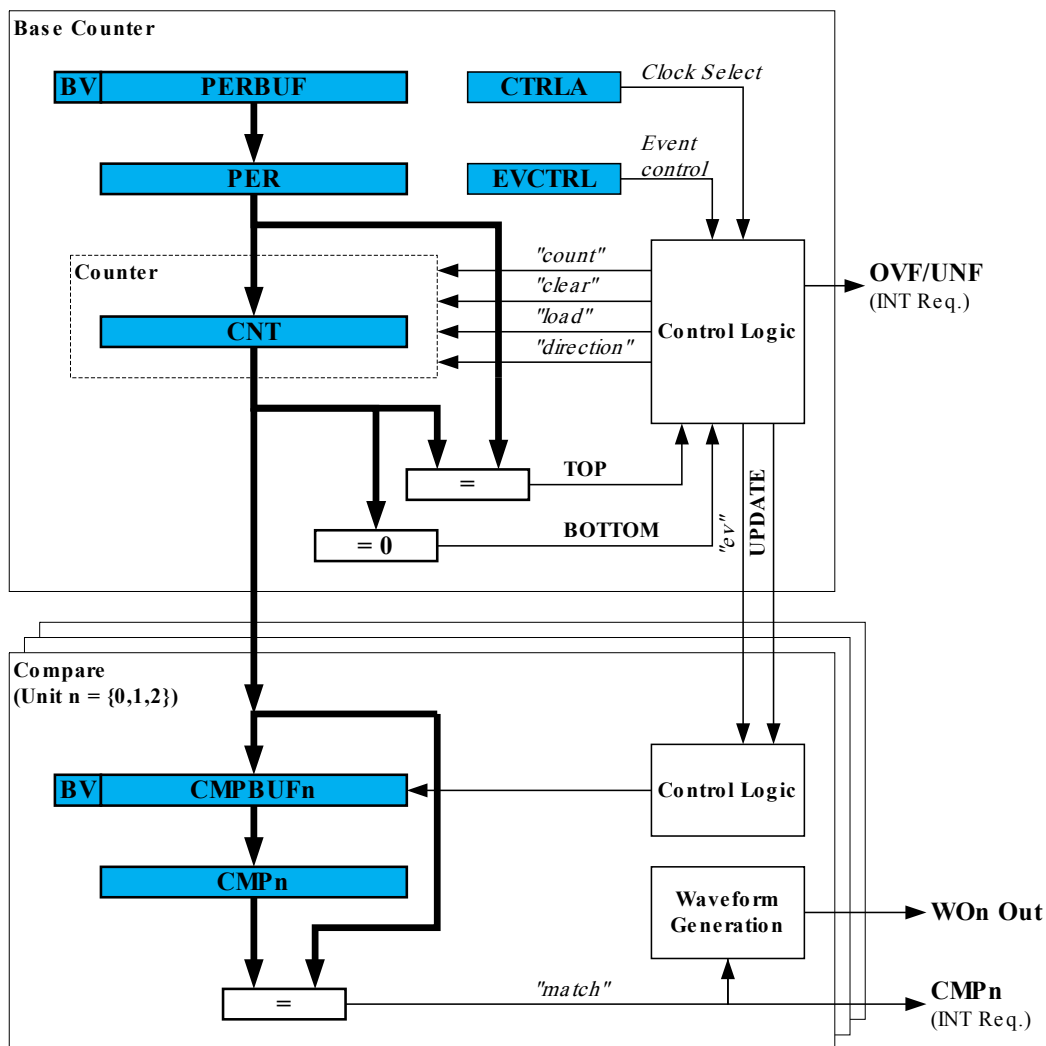 Base Counter
BV
PERBUF
CTRLA
Clock Select
PER
EVCTRL
Event
control
Counter
CNT
"count"
"clear"
"load"
"direction"
Control Logic
OVF/UNF
(INT Req.)
=
TOP
= 0
BOTTOM
"ev"
UPDATE
Compare
(Unit n = {0,1,2})
BV
CMPBUFn
Control Logic
CMPn
Waveform
Generation
WOn Out
=
"match"
CMPn
(INT Req.)